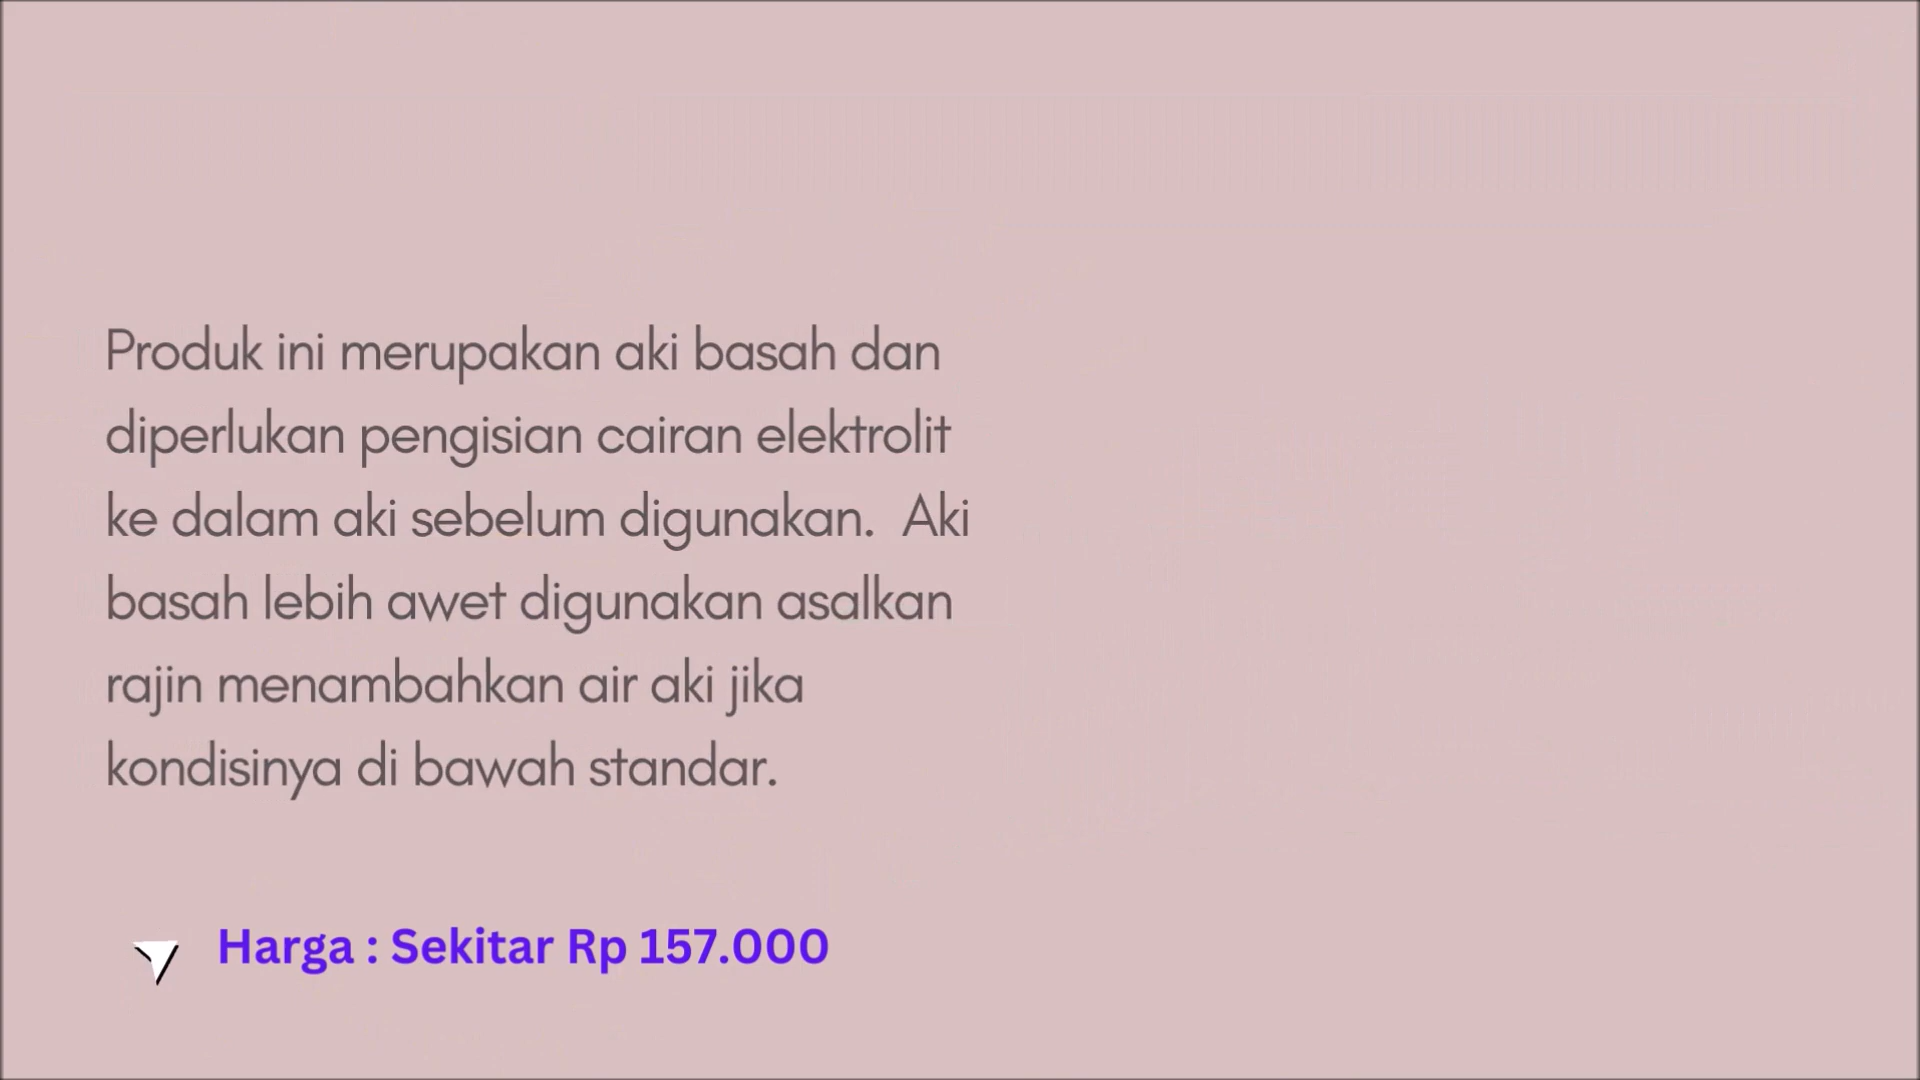 Produk ini merupakan aki basah dan
diperlukan pengisian cairan elektrolit
ke dalam aki sebelum digunakan.  Aki
basah lebih awet digunakan asalkan
rajin menambahkan air aki jika
kondisinya di bawah standar.
Harga : Sekitar Rp 157.000